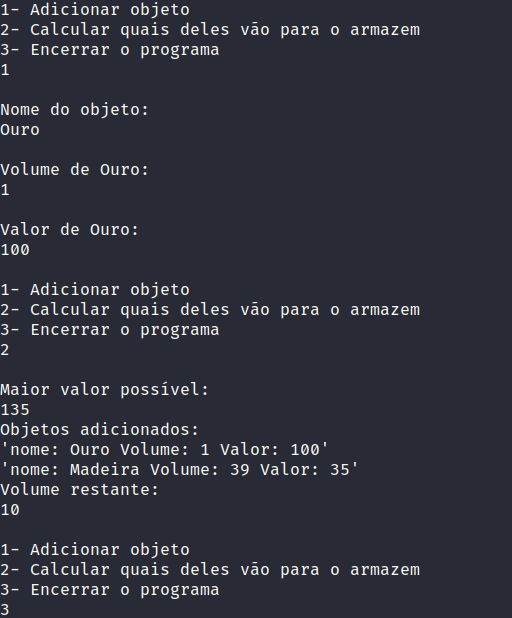 1- Adicionar objeto
2- Calcular quais deles vão para o armazem
3- Encerrar o programa
1
Nome do objeto:
Ouro
Volume de Ouro:
1
Valor de Ouro:
100
1- Adicionar objeto
2- Calcular quais deles vão para o armazem
3- Encerrar o programa
2
Maior valor possível:
135
Objetos adicionados:
'nome: Ouro Volume: 1 Valor: 100'
'nome: Madeira Volume: 39 Valor: 35'
Volume restante:
10
1- Adicionar objeto
2- Calcular quais deles vão para o armazem
3- Encerrar o programa
3